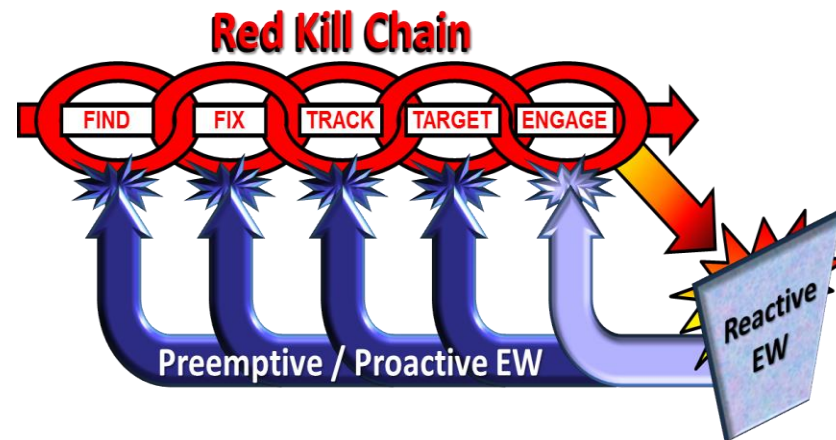 Red Kill Chain
FIND FIX TRACK TARGET ENGAGE
Preemptive / Proactive EW
Reactive
EW